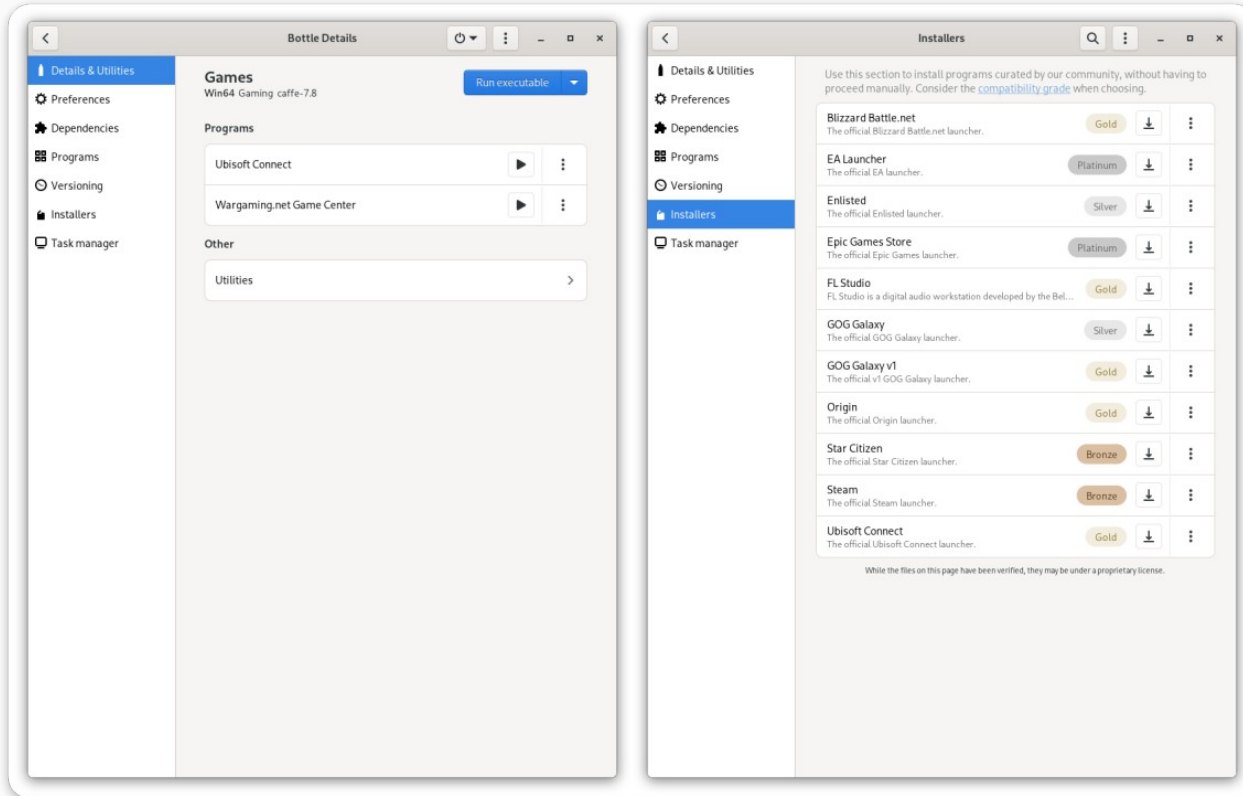 Bottle Details
Details & Utilities
Preferences
Dependencies
Programs
Versioning
Installers
Task manager
Games
Win64 Gaming caffe-7.8
Run executable
Programs
Ubisoft Connect
Wargaming.net Game Center
Other
Utilities
Installers
Details & Utilities
Preferences
Dependencies
Programs
Versioning
Installers
Task manager
Use this section to install programs curated by our community, without having to
proceed manually. Consider the compatibility grade when choosing.
Blizzard Battle.net
The official Blizzard Battle.net launcher.
Gold
EA Launcher
The official EA launcher.
Platinum
Enlisted
The official Enlisted launcher.
Silver
Epic Games Store
The official Epic Games launcher.
Platinum
FL Studio
FL Studio is a digital audio workstation developed by the Bel...
Gold
GOG Galaxy
The official GOG Galaxy launcher.
Silver
GOG Galaxy v1
The official v1 GOG Galaxy launcher.
Gold
Origin
The official Origin launcher.
Gold
Star Citizen
The official Star Citizen launcher.
Bronze
Steam
The official Steam launcher.
Bronze
Ubisoft Connect
The official Ubisoft Connect launcher.
Gold
While the files on this page have been verified, they may be under a proprietary license.